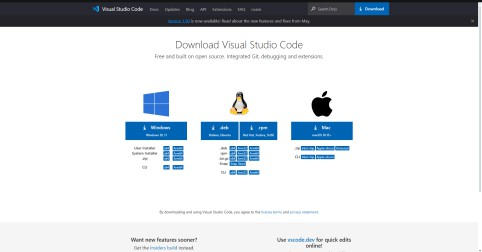 Visual Studio Code Docs Updates Blog API Extensions FAQ Learn Search Docs Download
Version 1.90 is now available! Read about the new features and fixes from May.
Download Visual Studio Code
Free and built on open source. Integrated Git, debugging and extensions.
Windows
Windows 10, 11
.deb
Debian, Ubuntu
.rpm
Red Hat, Fedora, SUSE
Mac
macOS 10.15+
User Installer x64 Arm64
System Installer x64 Arm64
.zip x64 Arm64
CLI x64 Arm64
.deb x64 Arm32 Arm64
.rpm x64 Arm32 Arm64
.tar.gz x64 Arm32 Arm64
Snap Snap Store
CLI x64 Arm32 Arm64
.zip Intel chip Apple silicon Universal
CLI Intel chip Apple silicon
By downloading and using Visual Studio Code, you agree to the license terms and privacy statement.
Want new features sooner?
Get the Insiders build instead.
Use vscode.dev for quick edits
online!